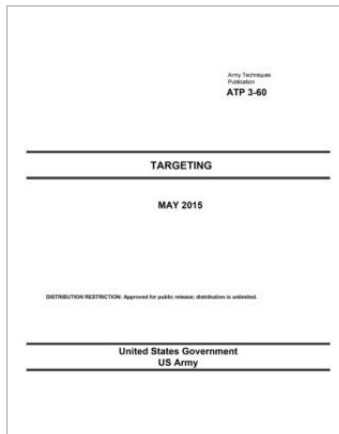 Army Techniques
Publication
ATP 3-60
TARGETING
MAY 2015
DISTRIBUTION RESTRICTION: Approved for public release; distribution is unlimited.
United States Government
US Army